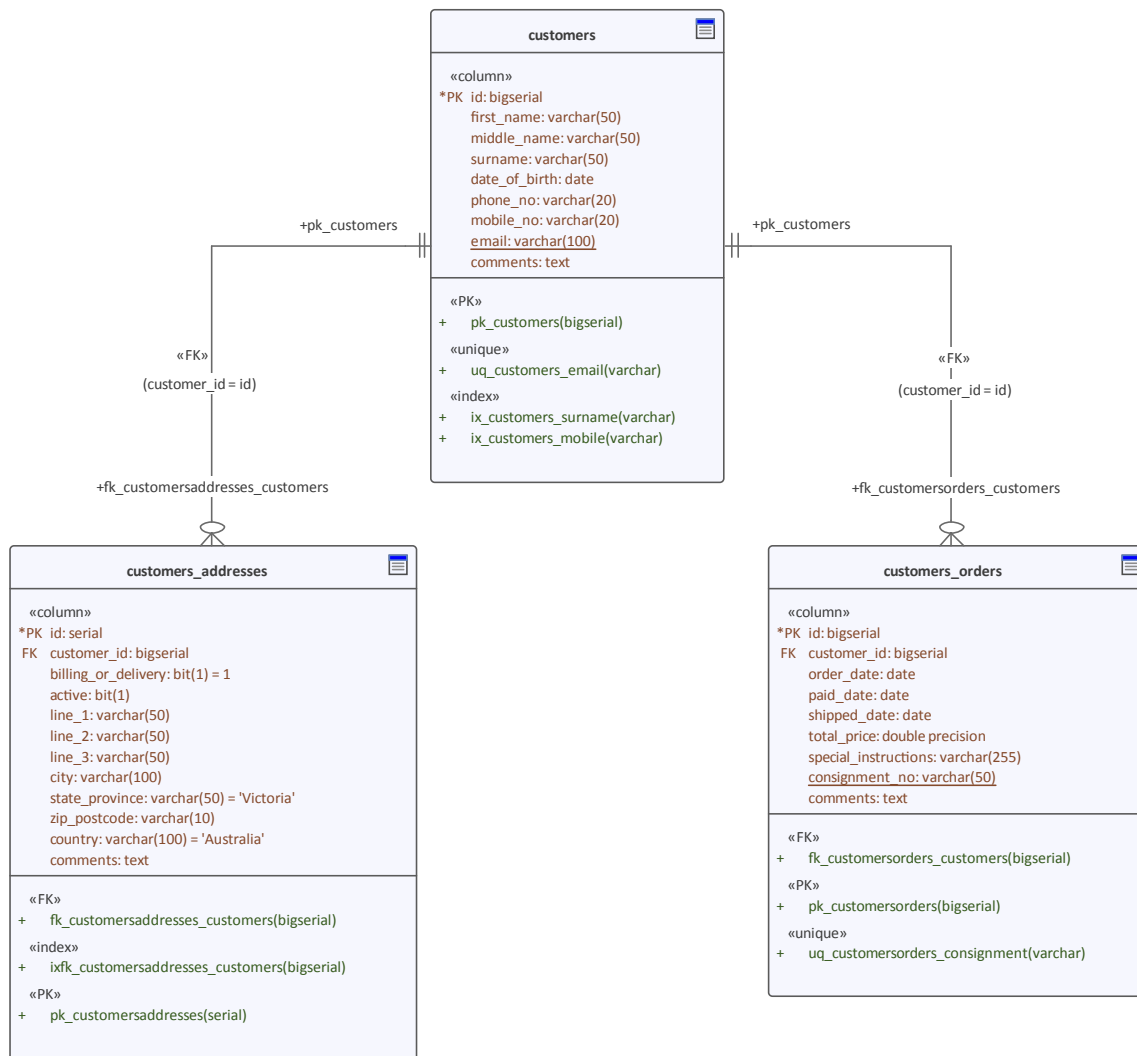 customers
«column»
*PK id: bigserial
first_name: varchar(50)
middle_name: varchar(50)
surname: varchar(50)
date_of_birth: date
phone_no: varchar(20)
mobile_no: varchar(20)
email: varchar(100)
comments: text
«PK»
+ pk_customers(bigserial)
«unique»
+ uq_customers_email(varchar)
«index»
+ ix_customers_surname(varchar)
+ ix_customers_mobile(varchar)
+pk_customers
«FK»
(customer_id = id)
+fk_customersaddresses_customers
+pk_customers
«FK»
(customer_id = id)
+fk_customersorders_customers
customers_addresses
«column»
*PK id: serial
FK customer_id: bigserial
billing_or_delivery: bit(1) = 1
active: bit(1)
line_1: varchar(50)
line_2: varchar(50)
line_3: varchar(50)
city: varchar(100)
state_province: varchar(50) = 'Victoria'
zip_postcode: varchar(10)
country: varchar(100) = 'Australia'
comments: text
«FK»
+ fk_customersaddresses_customers(bigserial)
«index»
+ ixfk_customersaddresses_customers(bigserial)
«PK»
+ pk_customersaddresses(serial)
customers_orders
«column»
*PK id: bigserial
FK customer_id: bigserial
order_date: date
paid_date: date
shipped_date: date
total_price: double precision
special_instructions: varchar(255)
consignment_no: varchar(50)
comments: text
«FK»
+ fk_customersorders_customers(bigserial)
«PK»
+ pk_customersorders(bigserial)
«unique»
+ uq_customersorders_consignment(varchar)